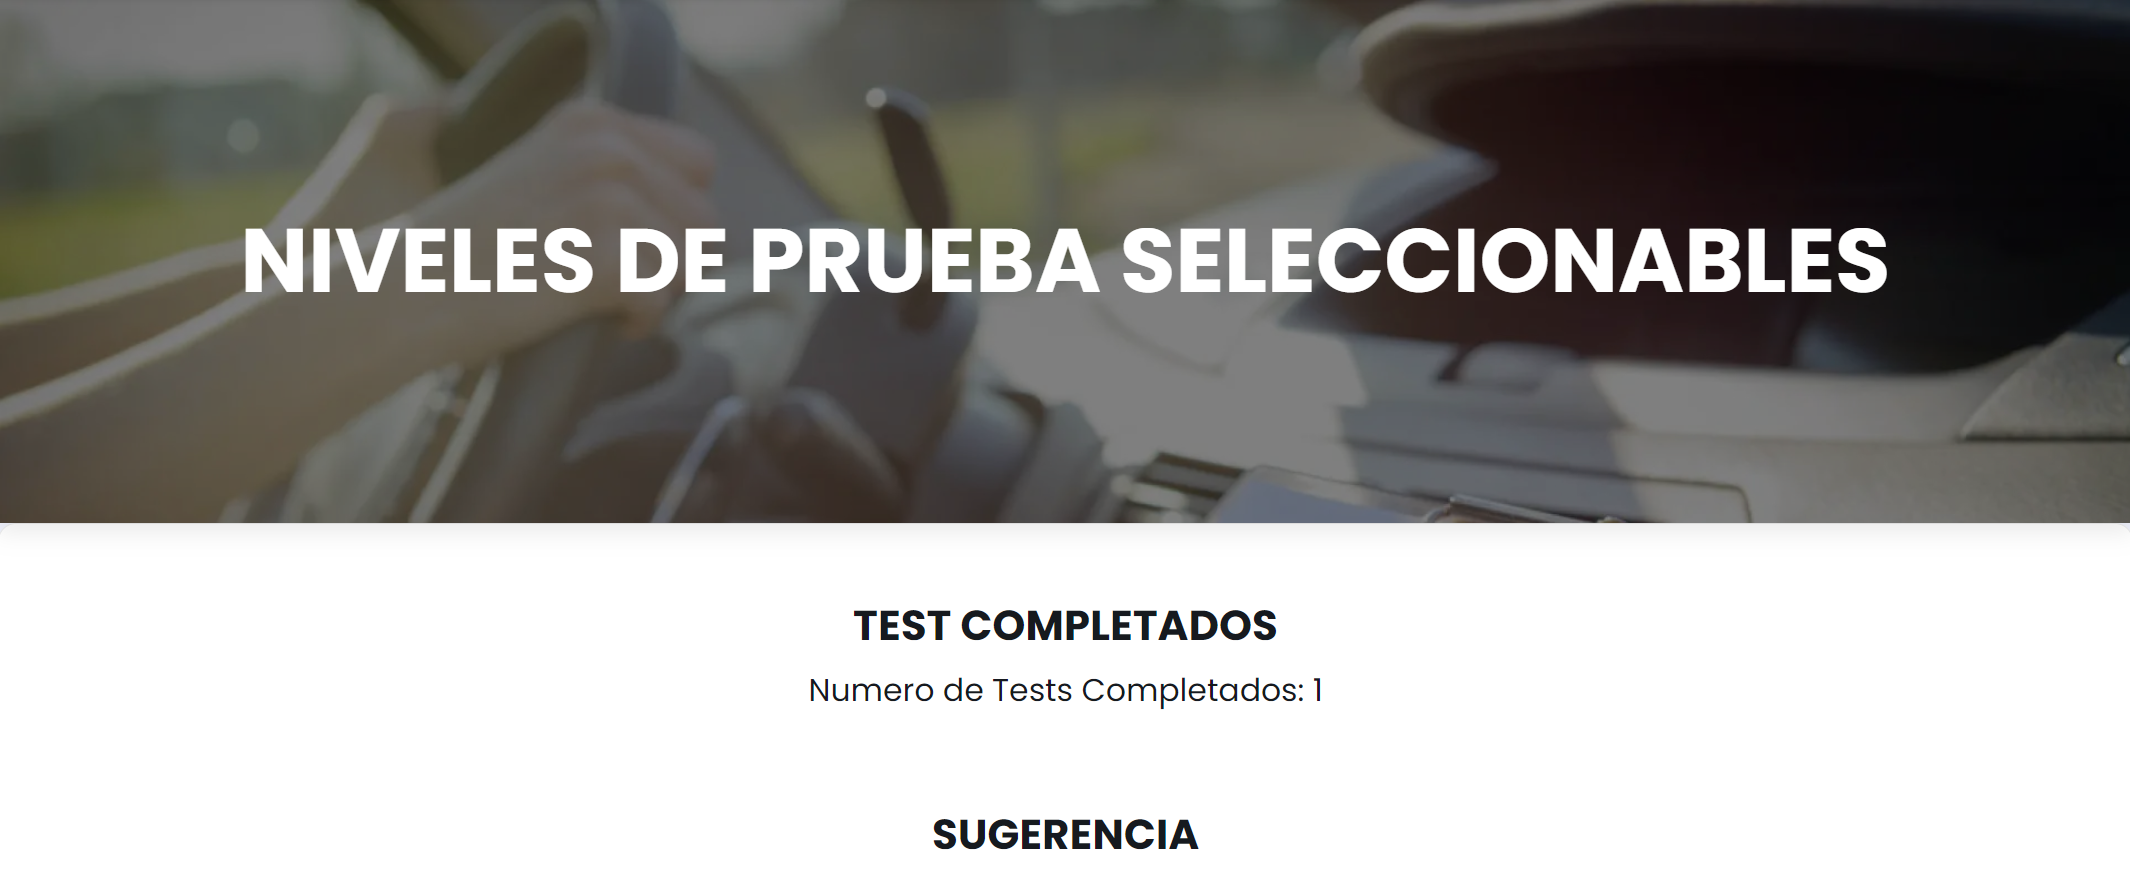 NIVELES DE PRUEBA SELECCIONABLES
TEST COMPLETADOS
Numero de Tests Completados: 1
SUGERENCIA